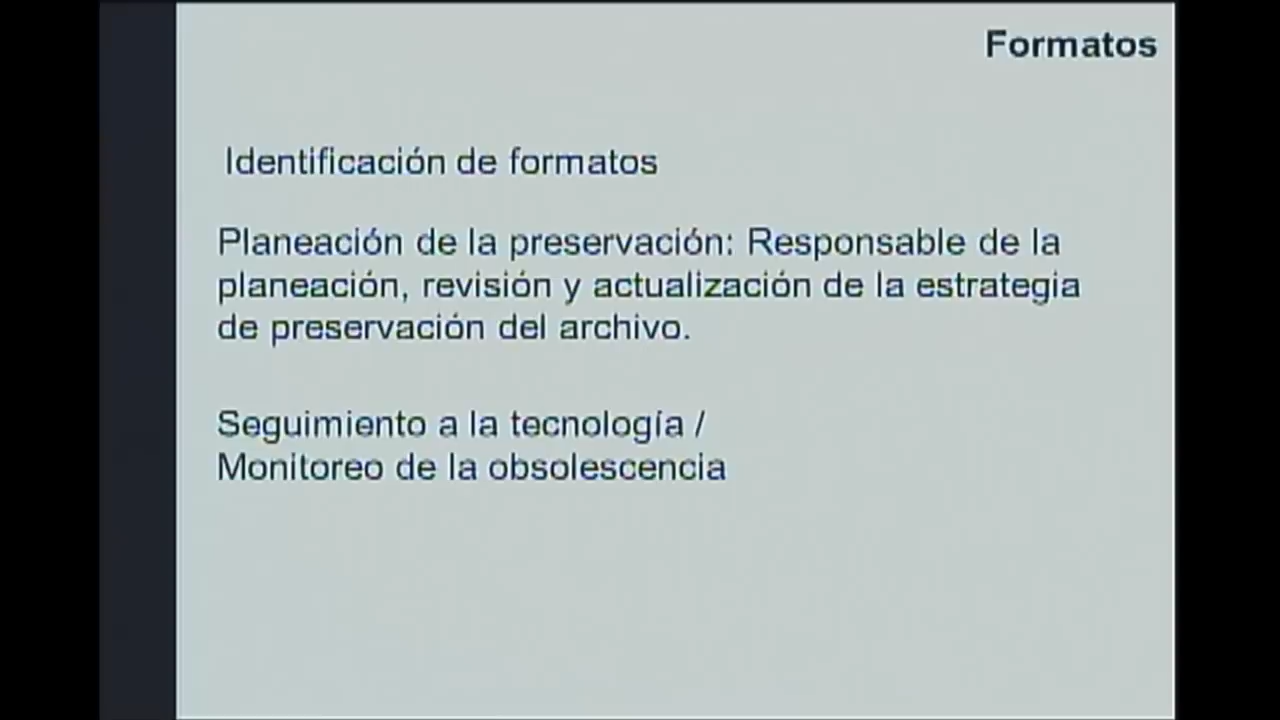 Formatos
Identificación de formatos
Planeación de la preservación: Responsable de la
planeación, revisión y actualización de la estrategia
de preservación del archivo.
Seguimiento a la tecnología /
Monitoreo de la obsolescencia